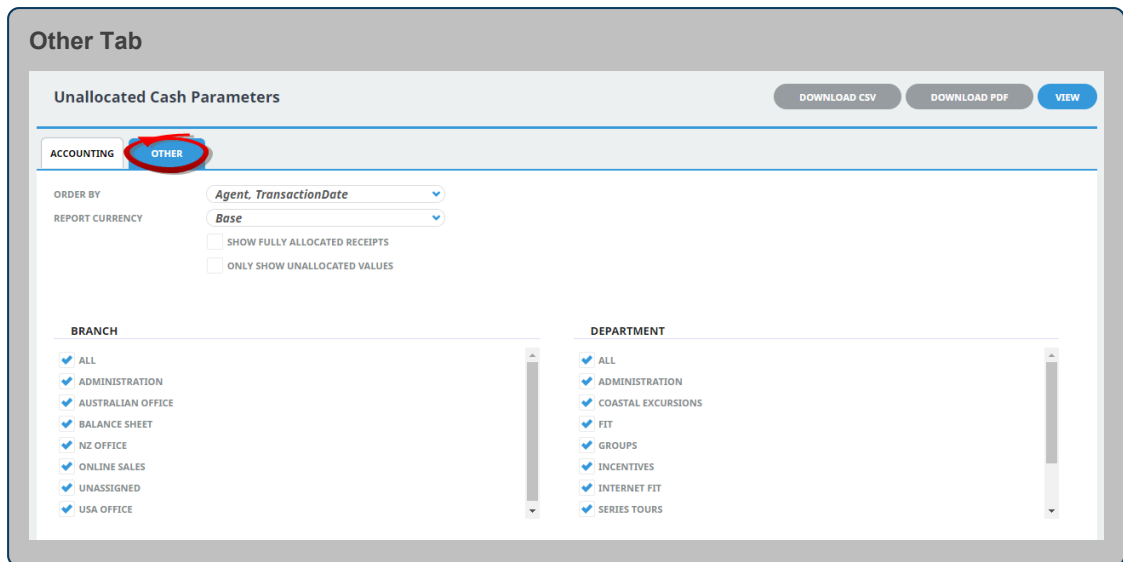 Other Tab
Unallocated Cash Parameters
DOWNLOAD CSV
DOWNLOAD PDF
VIEW
ACCOUNTING
OTHER
ORDER BY
Agent, TransactionDate
REPORT CURRENCY
Base
SHOW FULLY ALLOCATED RECEIPTS
ONLY SHOW UNALLOCATED VALUES
BRANCH
ALL
ADMINISTRATION
AUSTRALIAN OFFICE
BALANCE SHEET
NZ OFFICE
ONLINE SALES
UNASSIGNED
USA OFFICE
DEPARTMENT
ALL
ADMINISTRATION
COASTAL EXCURSIONS
FIT
GROUPS
INCENTIVES
INTERNET FIT
SERIES TOURS